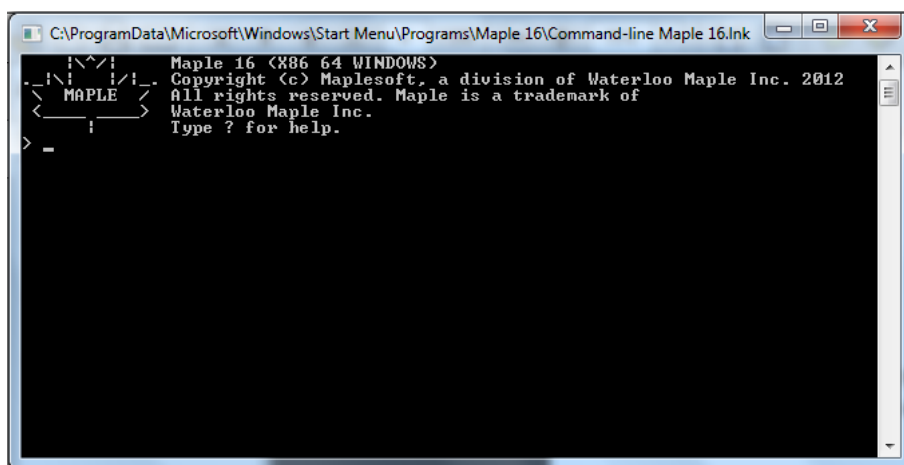 C:\ProgramData\Microsoft\Windows\Start Menu\Programs\Maple 16\Command-line Maple 16.lnk
    |\^/|     Maple 16 (X86 64 WINDOWS)
._|\|   |/|_. Copyright (c) Maplesoft, a division of Waterloo Maple Inc. 2012
 \  MAPLE  /  All rights reserved. Maple is a trademark of
 <____ ____>  Waterloo Maple Inc.
      |       Type ? for help.
> _